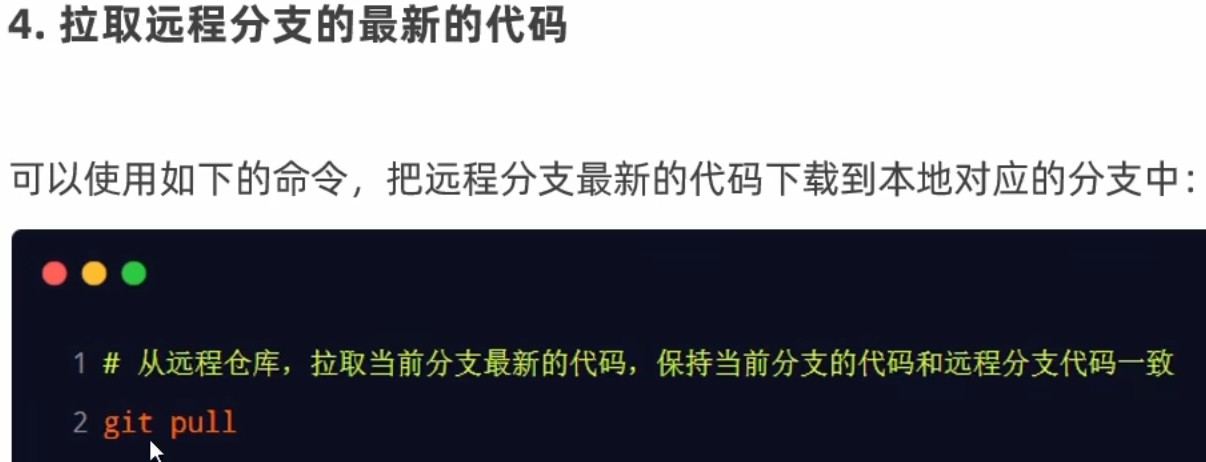 4. 拉取远程分支的最新的代码
可以使用如下的命令，把远程分支最新的代码下载到本地对应的分支中：
1 # 从远程仓库，拉取当前分支最新的代码，保持当前分支的代码和远程分支代码一致
2 git pull